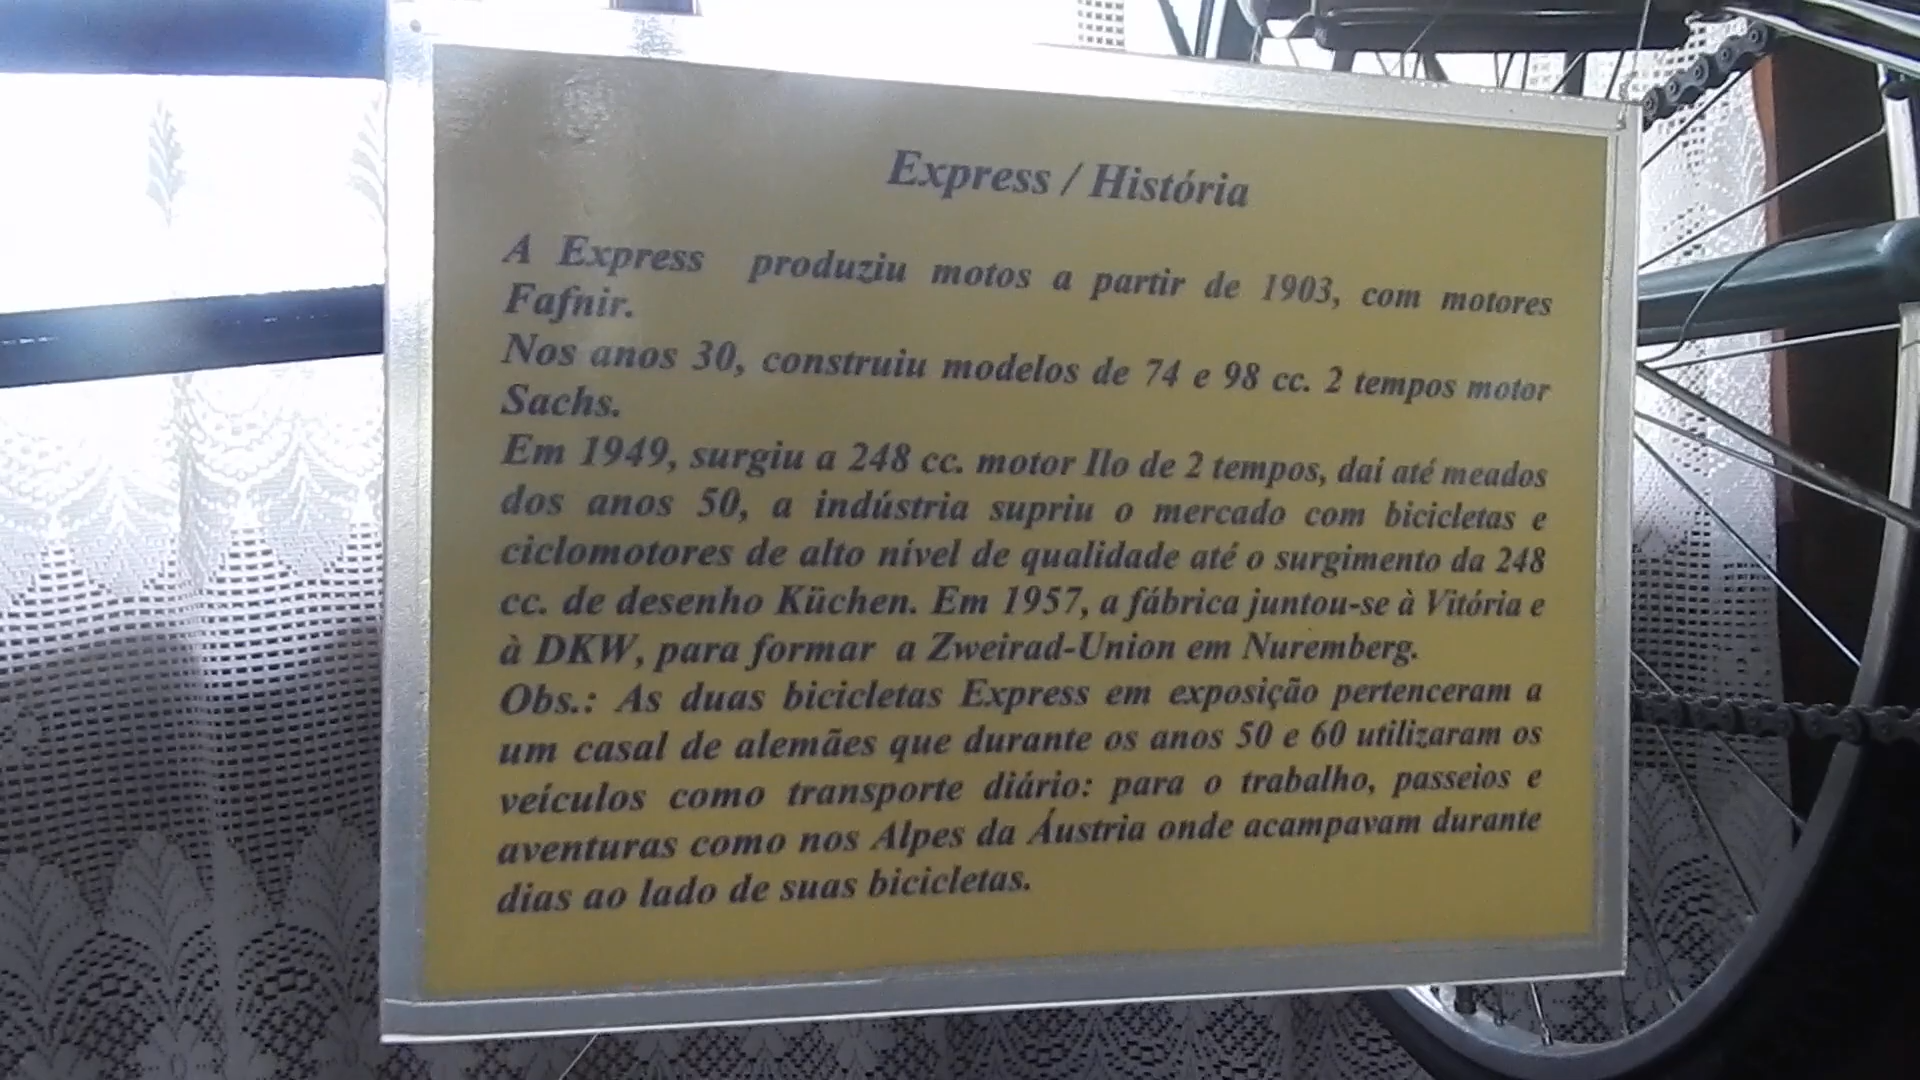 Express / História
A Express produziu motos a partir de 1903, com motores
Fafnir.
Nos anos 30, construiu modelos de 74 e 98 cc. 2 tempos motor
Sachs.
Em 1949, surgiu a 248 cc. motor Ilo de 2 tempos, daí até meados
dos anos 50, a indústria supriu o mercado com bicicletas e
ciclomotores de alto nível de qualidade até o surgimento da 248
cc. de desenho Küchen. Em 1957, a fábrica juntou-se à Vitória e
à DKW, para formar a Zweirad-Union em Nuremberg.
Obs.: As duas bicicletas Express em exposição pertenceram a
um casal de alemães que durante os anos 50 e 60 utilizaram os
veículos como transporte diário: para o trabalho, passeios e
aventuras como nos Alpes da Áustria onde acampavam durante
dias ao lado de suas bicicletas.